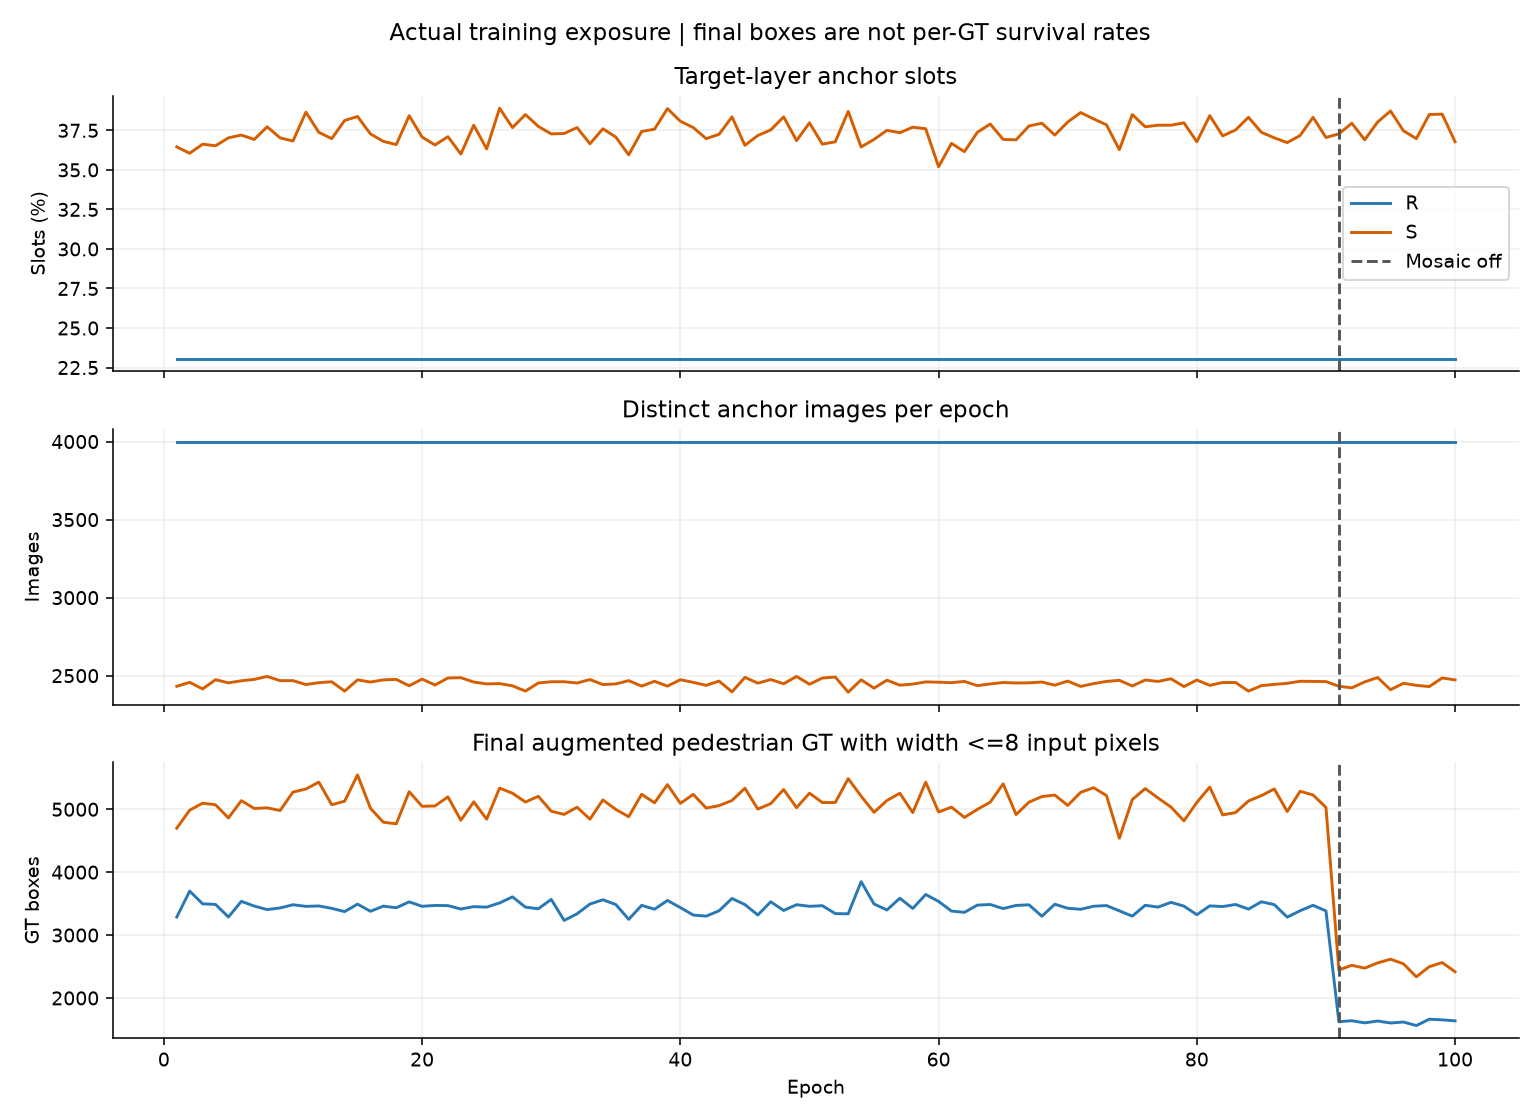 Actual training exposure | final boxes are not per-GT survival rates
Target-layer anchor slots
37.5
35.0
32.5
30.0
27.5
25.0
22.5
Slots (%)
R
S
Mosaic off
Distinct anchor images per epoch
4000
3500
3000
2500
Images
Final augmented pedestrian GT with width <=8 input pixels
5000
4000
3000
2000
GT boxes
0 20 40 60 80 100
Epoch